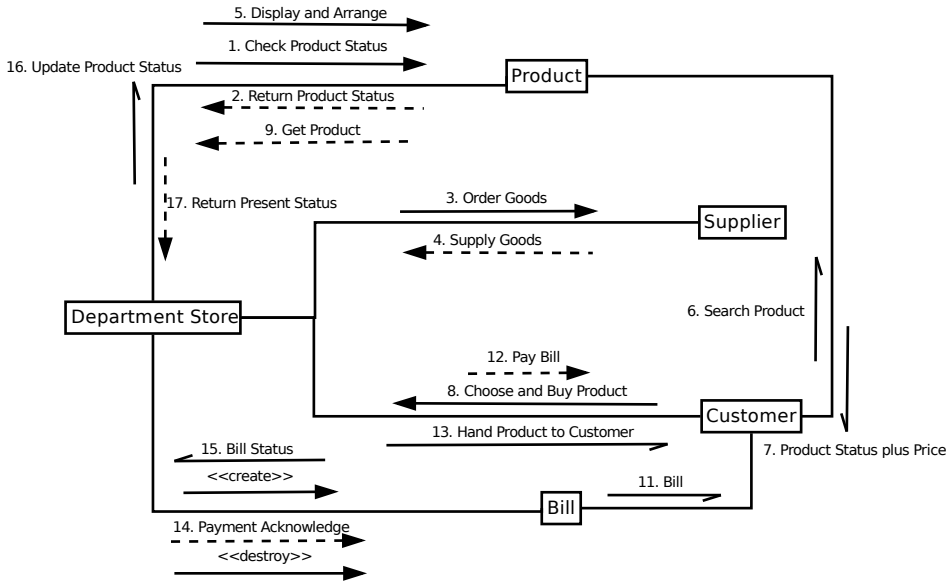 5. Display and Arrange
1. Check Product Status
16. Update Product Status
Product
2. Return Product Status
9. Get Product
17. Return Present Status
3. Order Goods
Supplier
4. Supply Goods
Department Store
6. Search Product
12. Pay Bill
8. Choose and Buy Product
Customer
13. Hand Product to Customer
7. Product Status plus Price
15. Bill Status
<<create>>
11. Bill
Bill
14. Payment Acknowledge
<<destroy>>